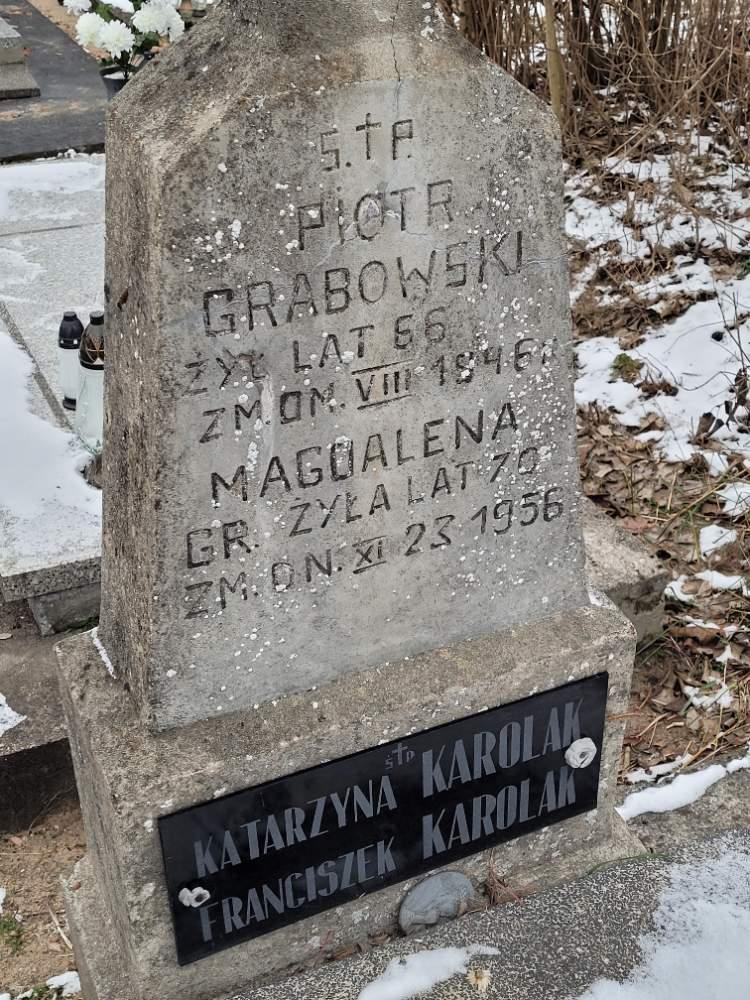 Ś.†P.
PIOTR
GRABOWSKI
ŻYŁ LAT 66
ZM. DN. VIII 1946 R
MAGDALENA
GR. ŻYŁA LAT 70
ZM. DN. XI 23 1956
Ś†P
KATARZYNA KAROLAK
FRANCISZEK KAROLAK